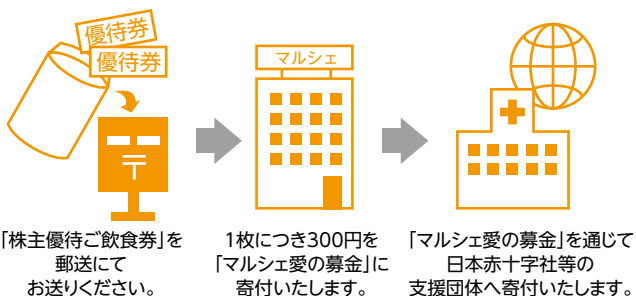 優待券
優待券
マルシェ
「株主優待ご飲食券」を
郵送にて
お送りください。
1枚につき300円を
「マルシェ愛の募金」に
寄付いたします。
「マルシェ愛の募金」を通じて
日本赤十字社等の
支援団体へ寄付いたします。